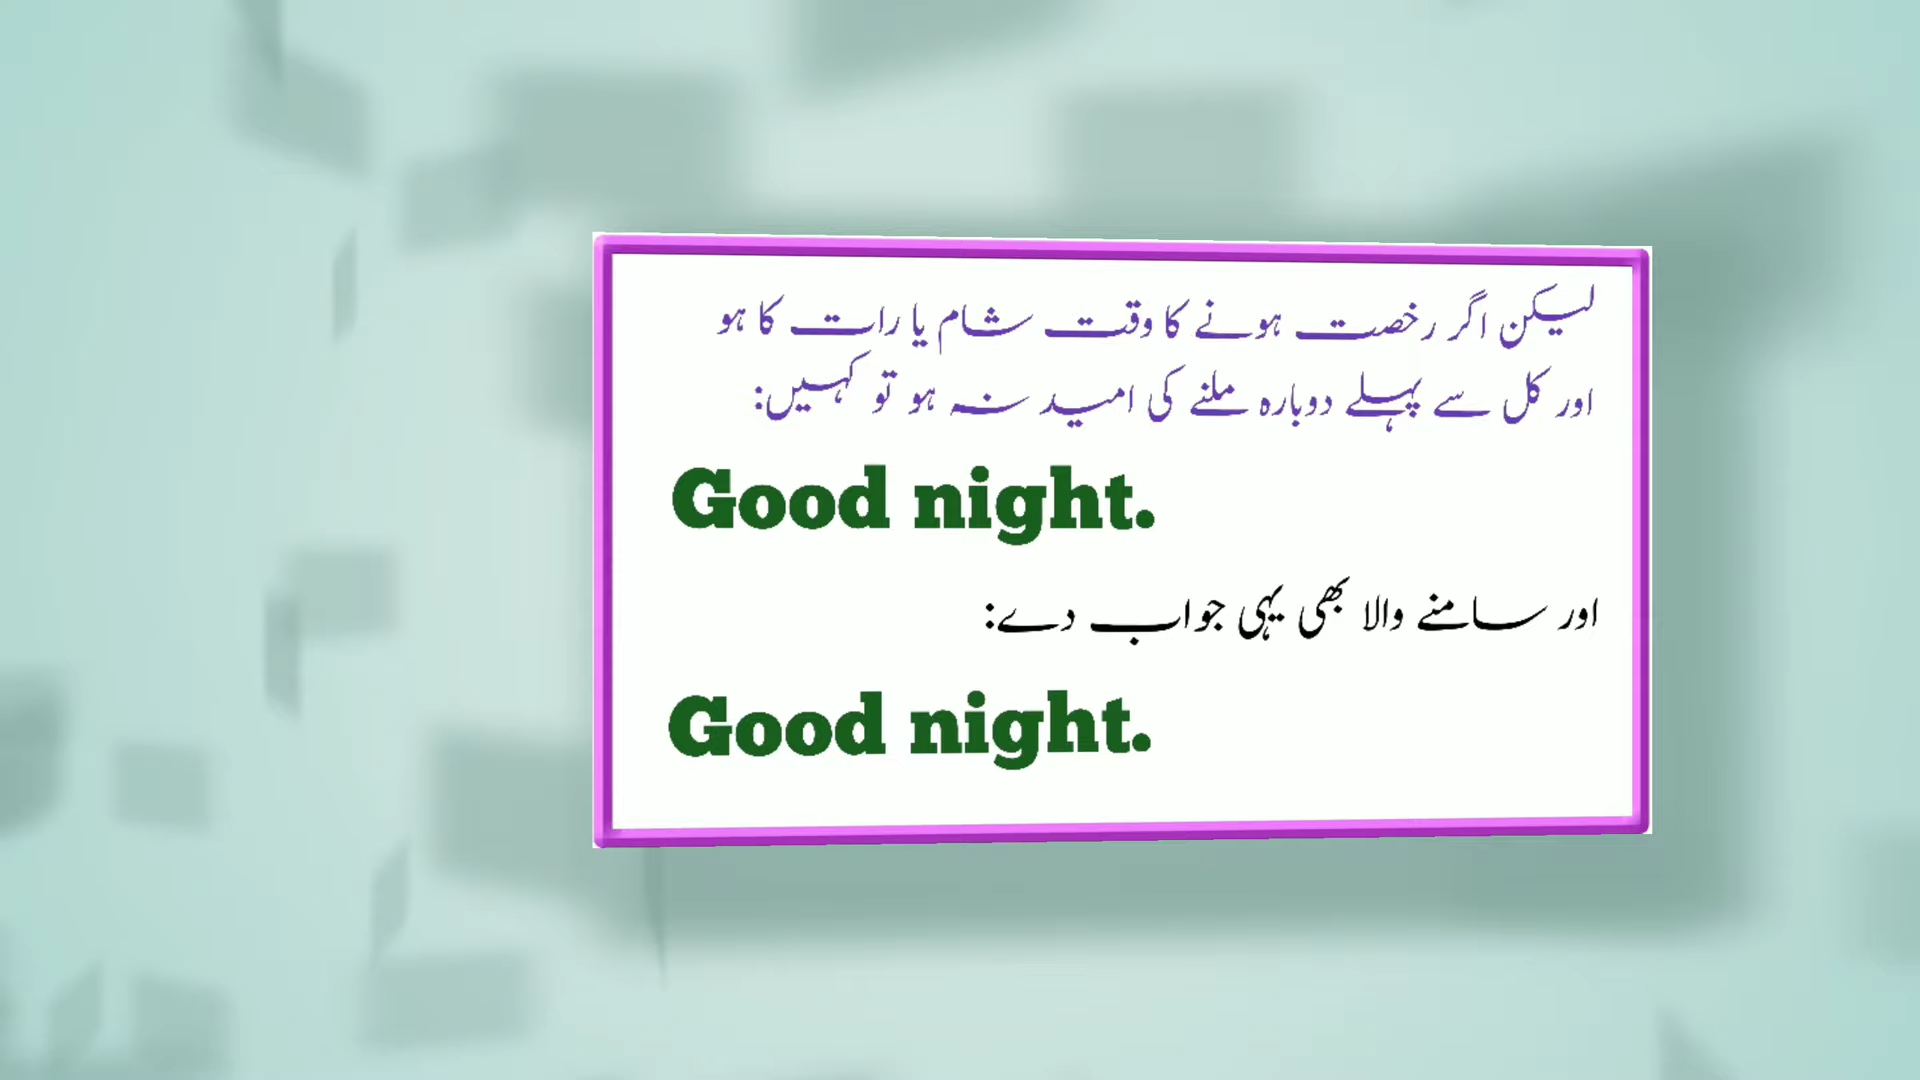 لیکن اگر رخصت ہونے کا وقت شام یا رات کا ہو
اور کل سے پہلے دوبارہ ملنے کی امید نہ ہو تو کہیں:
Good night.
اور سامنے والا بھی یہی جواب دے:
Good night.